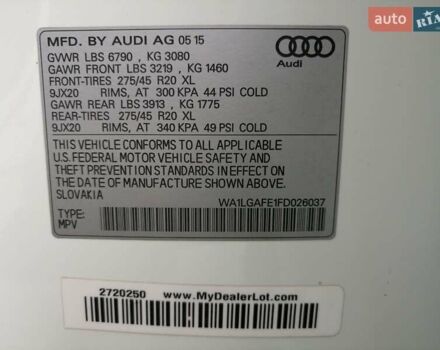 AUTO
RIA
MFD. BY AUDI AG 05 15
GVWR LBS 6790 , KG 3080
GAWR FRONT LBS 3219 , KG 1460
FRONT-TIRES 275/45 R20 XL
9JX20 RIMS, AT 300 KPA 44 PSI COLD
GAWR REAR LBS 3913 , KG 1775
REAR-TIRES 275/45 R20 XL
9JX20 RIMS, AT 340 KPA 49 PSI COLD
Audi
THIS VEHICLE CONFORMS TO ALL APPLICABLE
U.S. FEDERAL MOTOR VEHICLE SAFETY AND
THEFT PREVENTION STANDARDS IN EFFECT ON
THE DATE OF MANUFACTURE SHOWN ABOVE.
SLOVAKIA
WA1LGAFE1FD026037
TYPE:
MPV
2720250 www.MyDealerLot.com